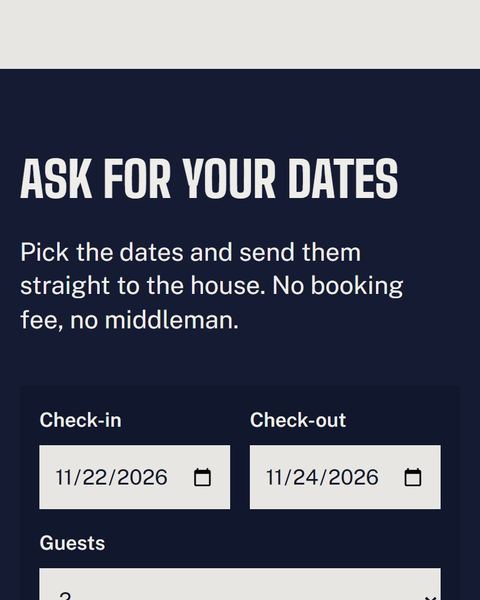 ASK FOR YOUR DATES
Pick the dates and send them
straight to the house. No booking
fee, no middleman.
Check-in Check-out
11/22/2026 11/24/2026
Guests